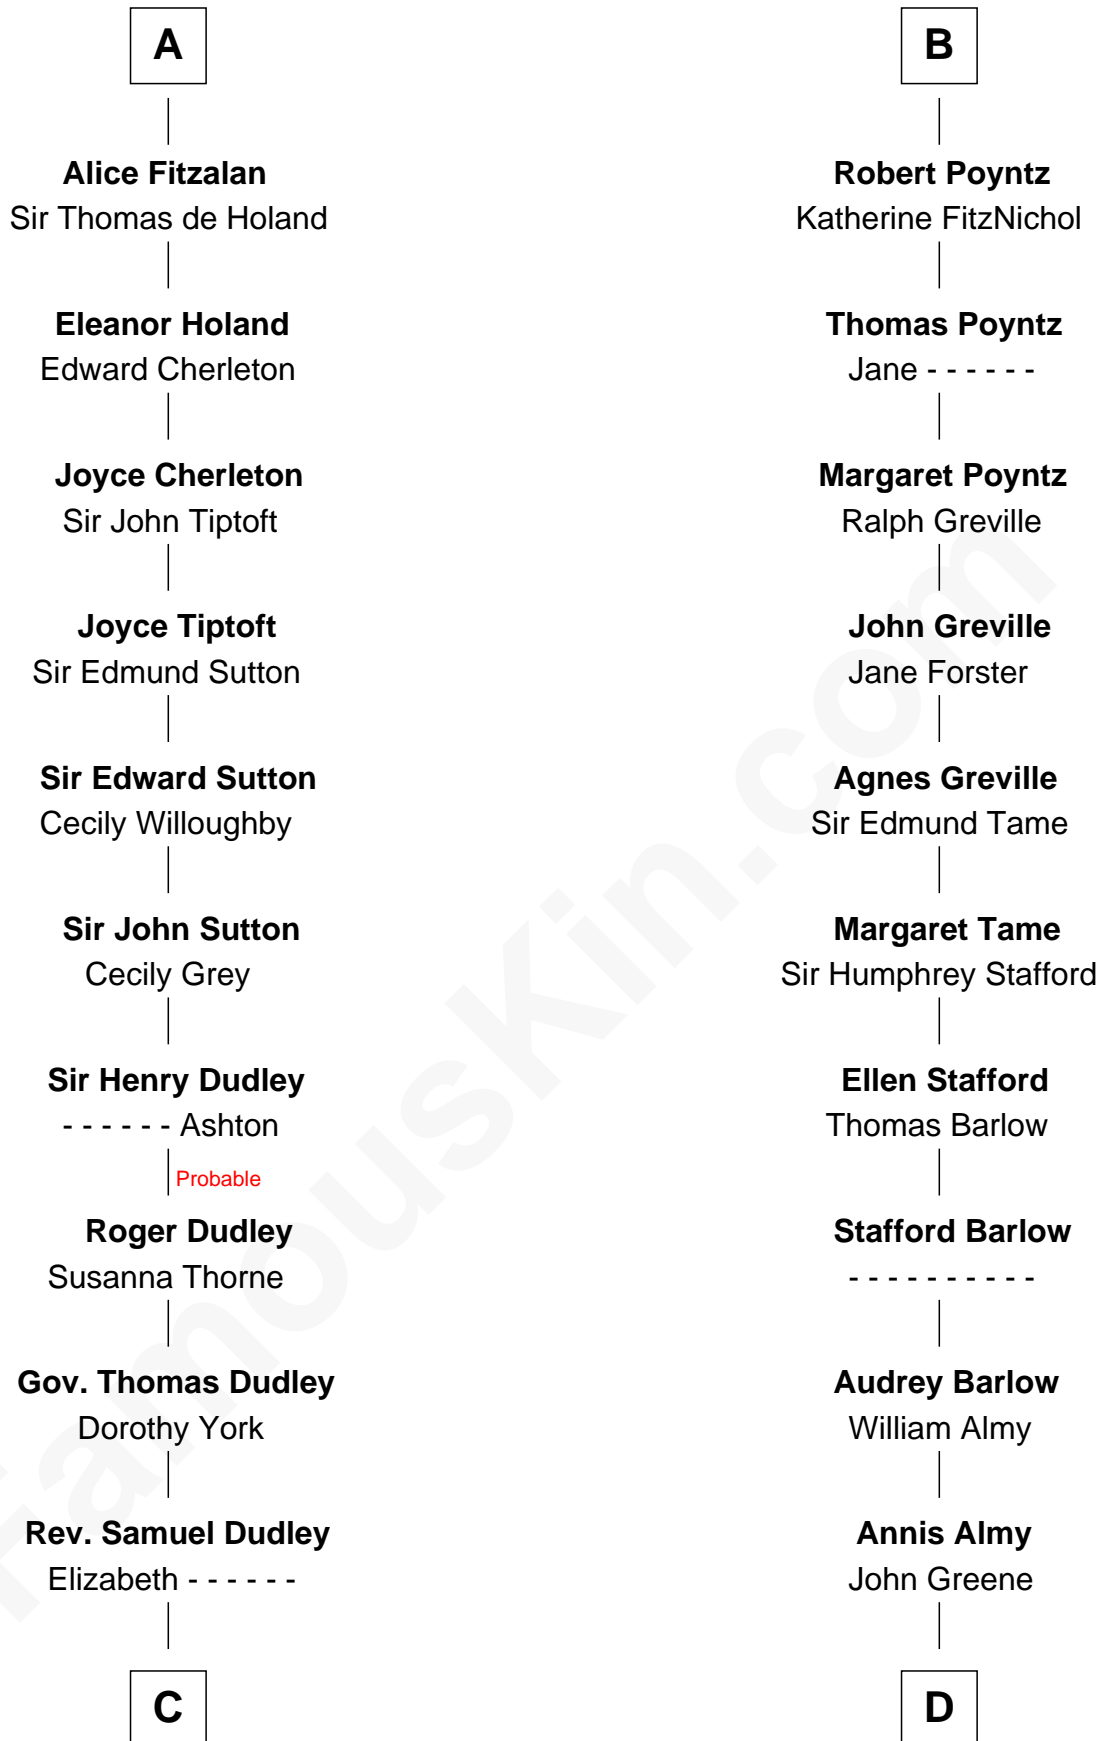 A
Alice Fitzalan
Sir Thomas de Holand
Eleanor Holand
Edward Cherleton
Joyce Cherleton
Sir John Tiptoft
Joyce Tiptoft
Sir Edmund Sutton
Sir Edward Sutton
Cecily Willoughby
Sir John Sutton
Cecily Grey
Sir Henry Dudley
- - - - - - Ashton
Probable
Roger Dudley
Susanna Thorne
Gov. Thomas Dudley
Dorothy York
Rev. Samuel Dudley
Elizabeth - - - - - -
C
B
Robert Poyntz
Katherine FitzNichol
Thomas Poyntz
Jane - - - - - -
Margaret Poyntz
Ralph Greville
John Greville
Jane Forster
Agnes Greville
Sir Edmund Tame
Margaret Tame
Sir Humphrey Stafford
Ellen Stafford
Thomas Barlow
Stafford Barlow
- - - - - - - - - -
Audrey Barlow
William Almy
Annis Almy
John Greene
D
FamousKin.com